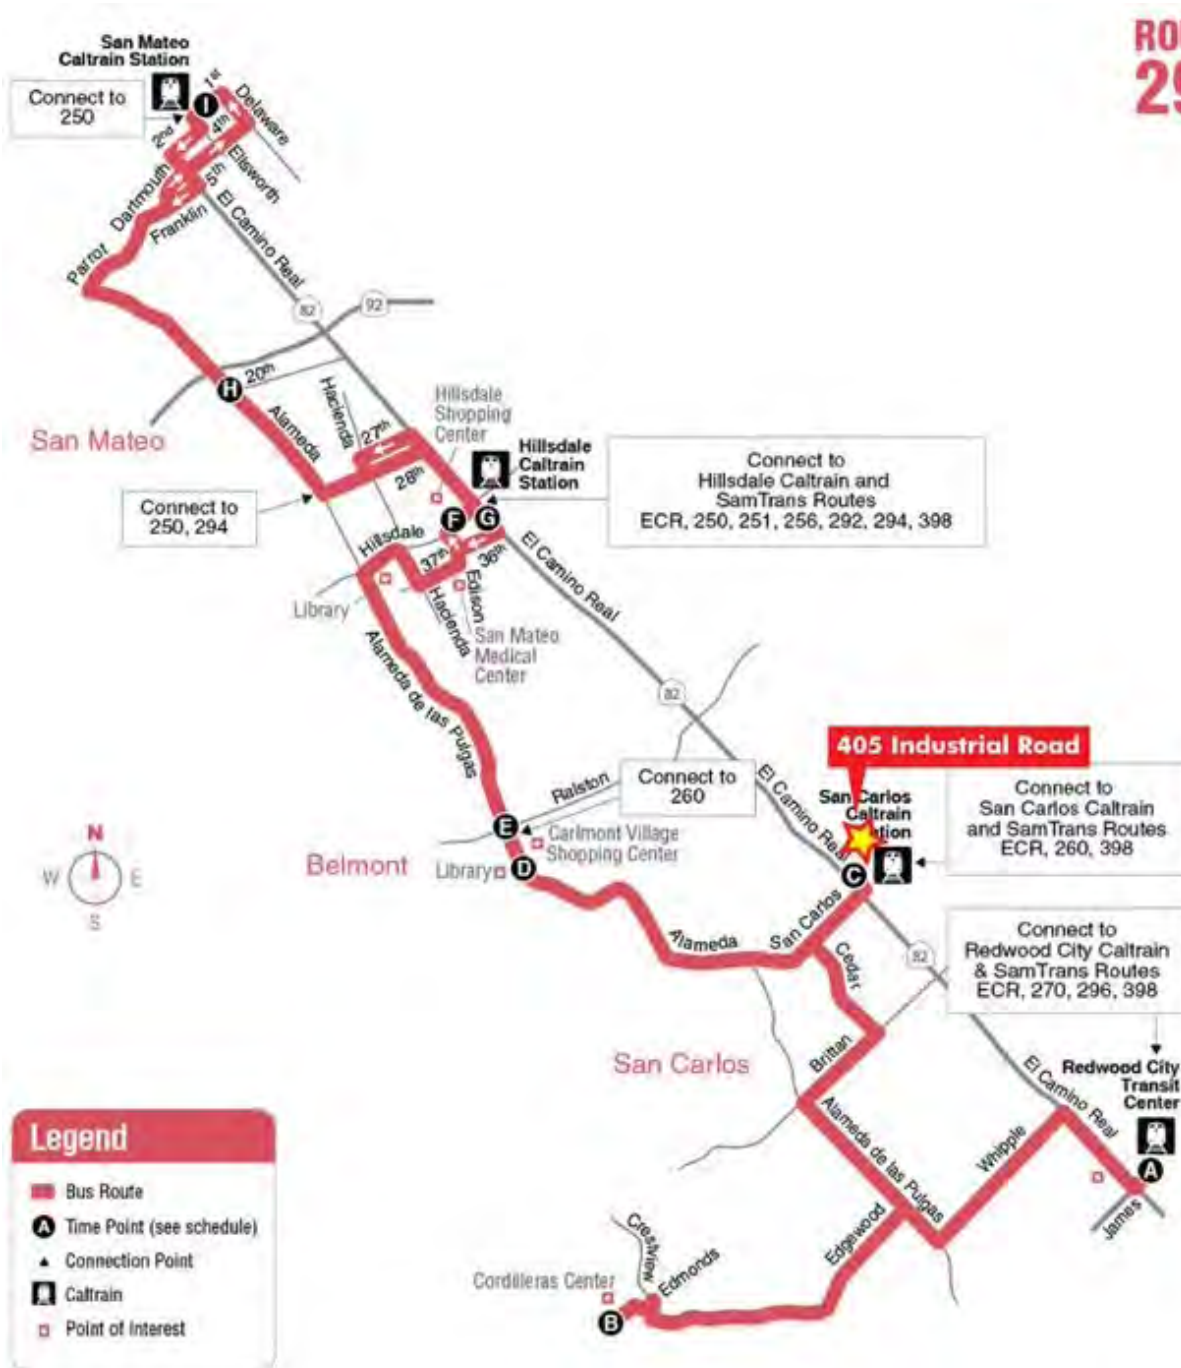 San Mateo
Caltrain Station
Connect to
250
I
1st
Delaware
4th
2nd
Ellsworth
5th
Dartmouth
Franklin
El Camino Real
Parrot
82
92
H
20th
San Mateo
Alameda
Hacienda
27th
28th
Hillsdale
Shopping
Center
Hillsdale
Caltrain
Station
Connect to
Hillsdale Caltrain and
SamTrans Routes
ECR, 250, 251, 256, 292, 294, 398
Connect to
250, 294
F
G
Hillsdale
37th
36th
Edison
Hacienda
El Camino Real
Library
San Mateo
Medical
Center
Alameda de las Pulgas
82
405 Industrial Road
El Camino Real
San Carlos
Caltrain
Connect to
San Carlos Caltrain
and SamTrans Routes
ECR, 260, 398
Ralston
Connect to
260
E
Carlmont Village
Shopping Center
Belmont
Library
D
C
N
W
E
S
Alameda
San Carlos
Cedar
82
Connect to
Redwood City Caltrain
& SamTrans Routes
ECR, 270, 296, 398
San Carlos
Brittan
El Camino Real
Redwood City
Transit
Center
A
Alameda de las Pulgas
Whipple
James
Edgewood
Crestview
Edmonds
Cordilleras Center
B
Legend
Bus Route
A Time Point (see schedule)
Connection Point
Caltrain
Point of Interest